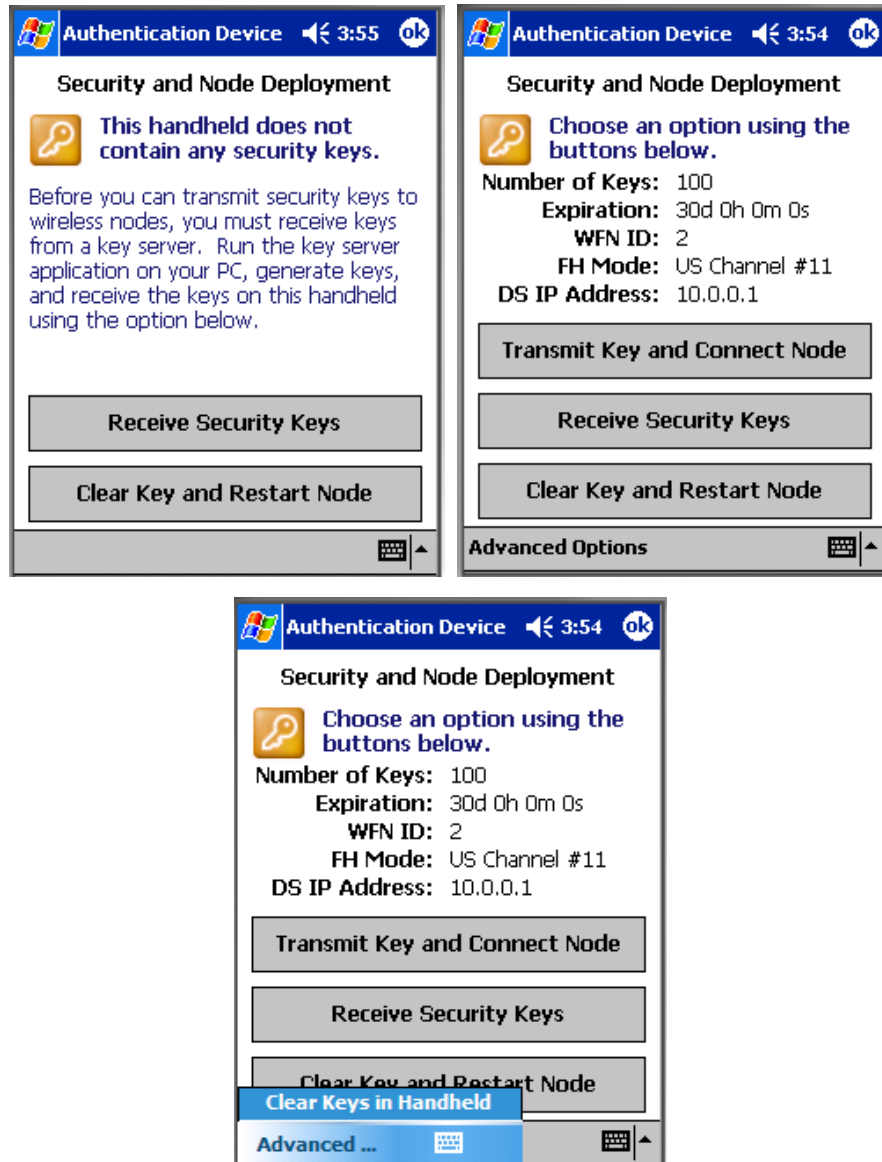 Authentication Device 3:55 ok
Security and Node Deployment
This handheld does not
contain any security keys.
Before you can transmit security keys to
wireless nodes, you must receive keys
from a key server. Run the key server
application on your PC, generate keys,
and receive the keys on this handheld
using the option below.
Receive Security Keys
Clear Key and Restart Node
Authentication Device 3:54 ok
Security and Node Deployment
Choose an option using the
buttons below.
Number of Keys: 100
Expiration: 30d 0h 0m 0s
WFN ID: 2
FH Mode: US Channel #11
DS IP Address: 10.0.0.1
Transmit Key and Connect Node
Receive Security Keys
Clear Key and Restart Node
Advanced Options
Authentication Device 3:54 ok
Security and Node Deployment
Choose an option using the
buttons below.
Number of Keys: 100
Expiration: 30d 0h 0m 0s
WFN ID: 2
FH Mode: US Channel #11
DS IP Address: 10.0.0.1
Transmit Key and Connect Node
Receive Security Keys
Clear Key and Restart Node
Clear Keys in Handheld
Advanced ...